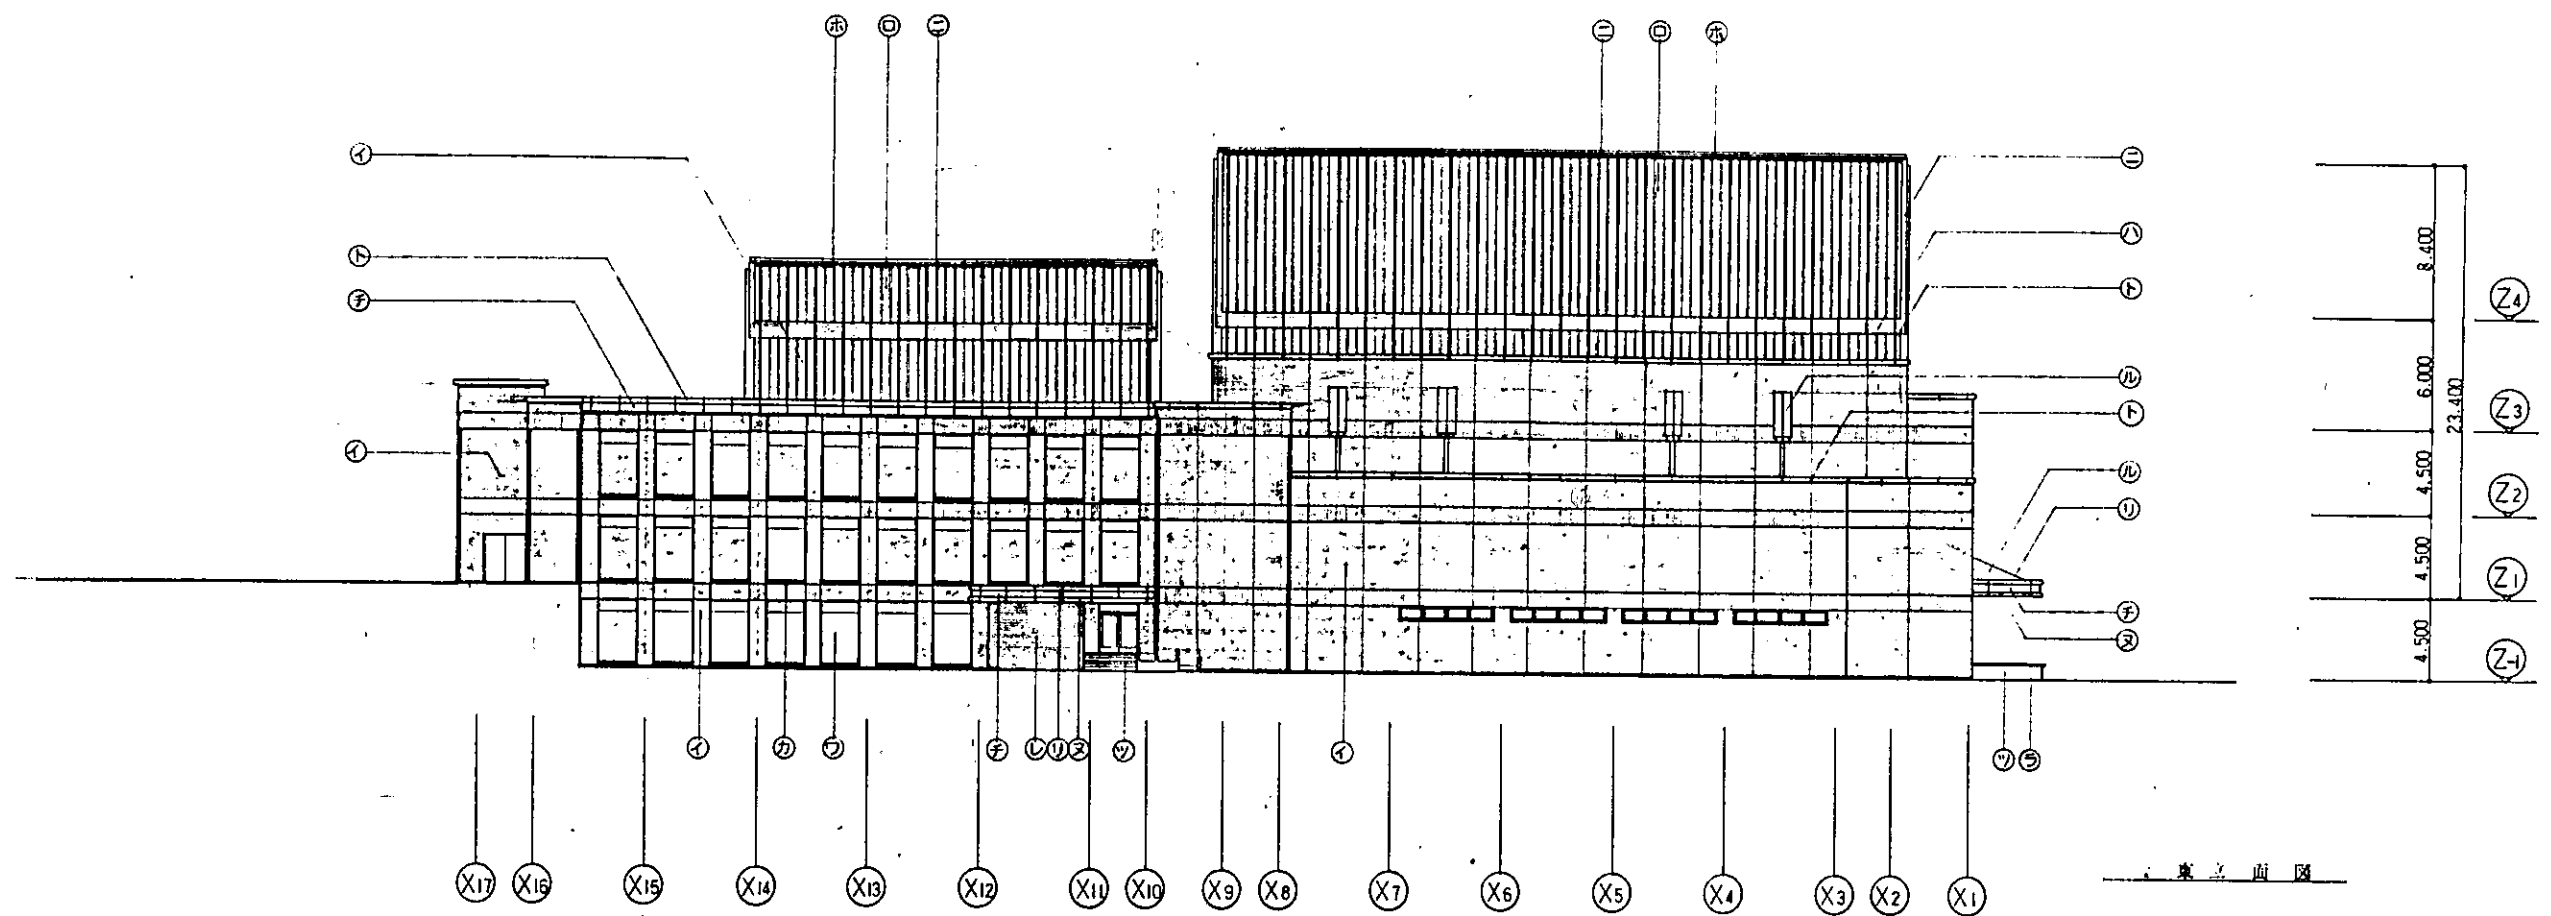 ホ ロ ニ ニ ロ ホ
イ ニ
ハ
ト ト
チ
8.400
Z4
ル
6.000
23.400
ト
Z3
イ
ル
4.500
Z2
リ
4.500
Z1
チ
ヌ
4.500
Z-1
イ カ ワ チ レ リ ヌ ツ イ ツ ラ
X17 X16 X15 X14 X13 X12 X11 X10 X9 X8 X7 X6 X5 X4 X3 X2 X1
東立面図